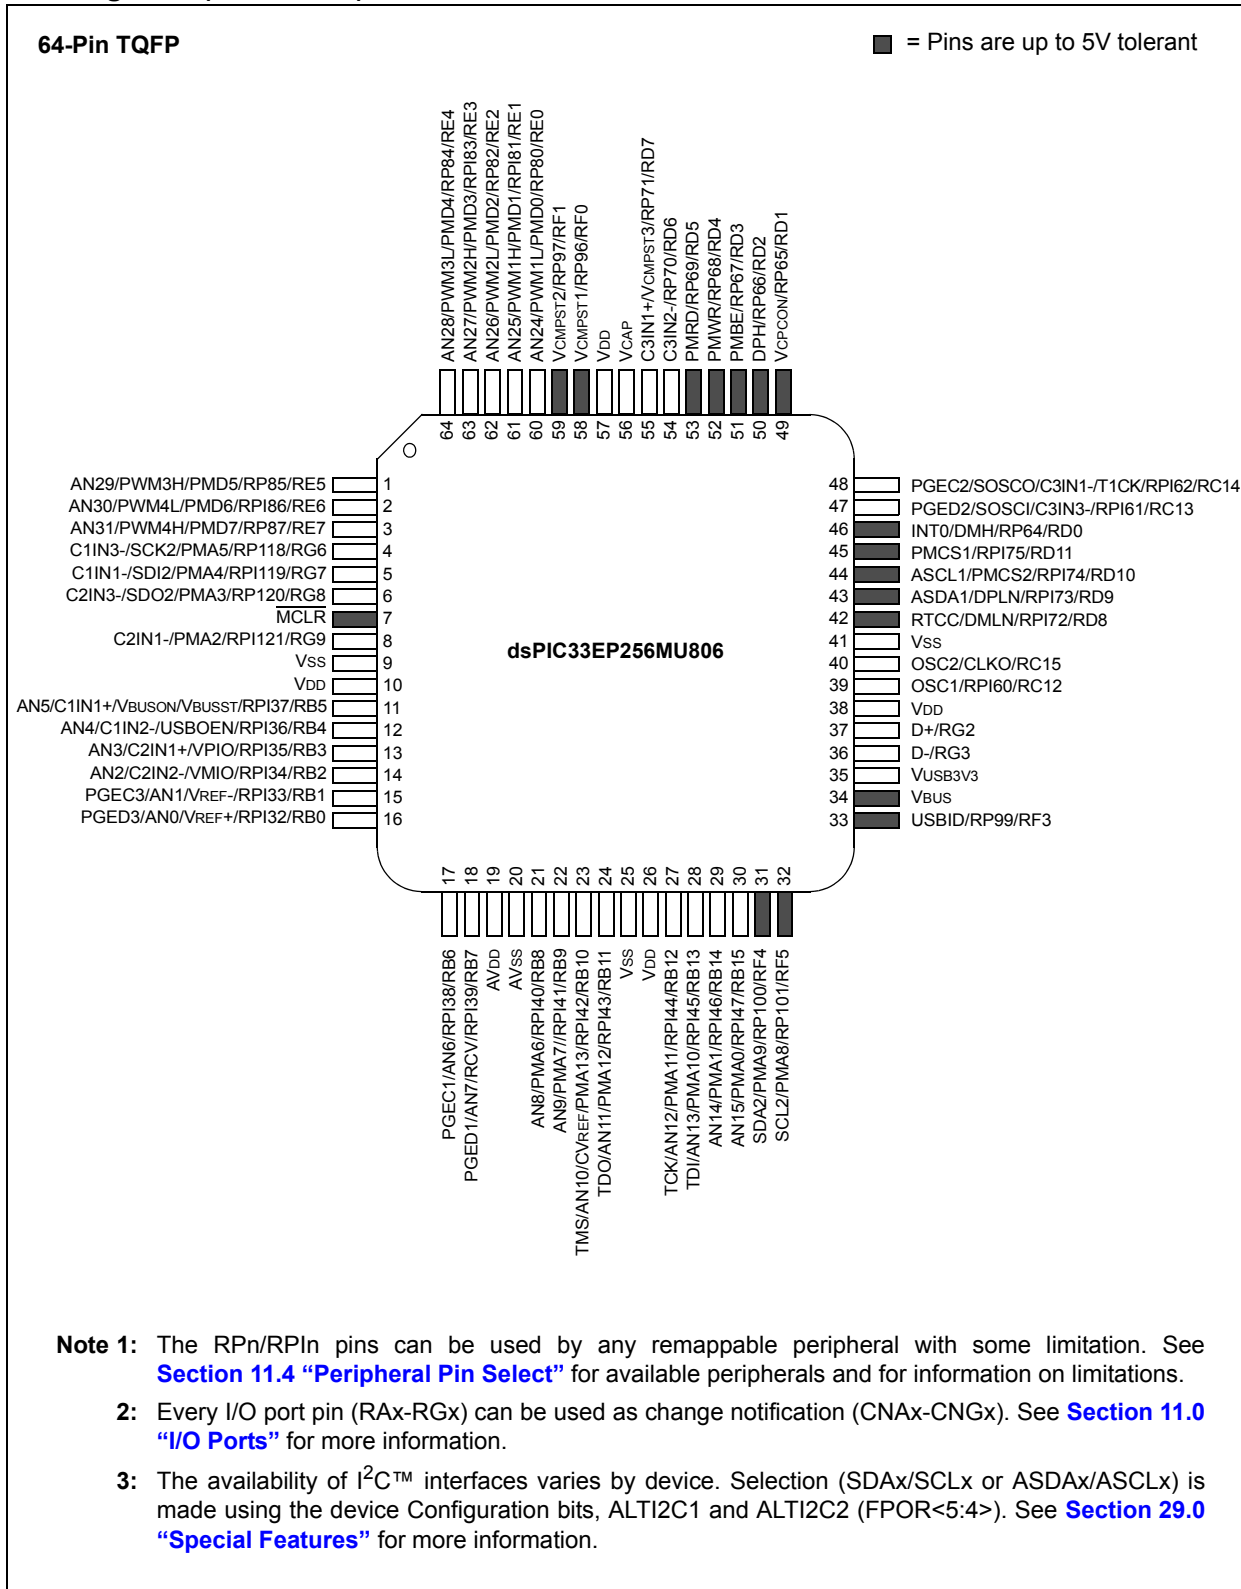 64-Pin TQFP
= Pins are up to 5V tolerant
AN28/PWM3L/PMD4/RP84/RE4
AN27/PWM2H/PMD3/RPI83/RE3
AN26/PWM2L/PMD2/RP82/RE2
AN25/PWM1H/PMD1/RPI81/RE1
AN24/PWM1L/PMD0/RP80/RE0
VCMPST2/RP97/RF1
VCMPST1/RP96/RF0
VDD
VCAP
C3IN1+/VCMPST3/RP71/RD7
C3IN2-/RP70/RD6
PMRD/RP69/RD5
PMWR/RP68/RD4
PMBE/RP67/RD3
DPH/RP66/RD2
VCPCON/RP65/RD1
64 63 62 61 60 59 58 57 56 55 54 53 52 51 50 49
AN29/PWM3H/PMD5/RP85/RE5 1
AN30/PWM4L/PMD6/RPI86/RE6 2
AN31/PWM4H/PMD7/RP87/RE7 3
C1IN3-/SCK2/PMA5/RP118/RG6 4
C1IN1-/SDI2/PMA4/RPI119/RG7 5
C2IN3-/SDO2/PMA3/RP120/RG8 6
MCLR 7
C2IN1-/PMA2/RPI121/RG9 8
VSS 9
VDD 10
AN5/C1IN1+/VBUSON/VBUSST/RPI37/RB5 11
AN4/C1IN2-/USBOEN/RPI36/RB4 12
AN3/C2IN1+/VPIO/RPI35/RB3 13
AN2/C2IN2-/VMIO/RPI34/RB2 14
PGEC3/AN1/VREF-/RPI33/RB1 15
PGED3/AN0/VREF+/RPI32/RB0 16
dsPIC33EP256MU806
48 PGEC2/SOSCO/C3IN1-/T1CK/RPI62/RC14
47 PGED2/SOSCI/C3IN3-/RPI61/RC13
46 INT0/DMH/RP64/RD0
45 PMCS1/RPI75/RD11
44 ASCL1/PMCS2/RPI74/RD10
43 ASDA1/DPLN/RPI73/RD9
42 RTCC/DMLN/RPI72/RD8
41 VSS
40 OSC2/CLKO/RC15
39 OSC1/RPI60/RC12
38 VDD
37 D+/RG2
36 D-/RG3
35 VUSB3V3
34 VBUS
33 USBID/RP99/RF3
17 18 19 20 21 22 23 24 25 26 27 28 29 30 31 32
PGEC1/AN6/RPI38/RB6
PGED1/AN7/RCV/RPI39/RB7
AVDD
AVSS
AN8/PMA6/RPI40/RB8
AN9/PMA7//RPI41/RB9
TMS/AN10/CVREF/PMA13/RPI42/RB10
TDO/AN11/PMA12/RPI43/RB11
VSS
VDD
TCK/AN12/PMA11/RPI44/RB12
TDI/AN13/PMA10/RPI45/RB13
AN14/PMA1/RPI46/RB14
AN15/PMA0/RPI47/RB15
SDA2/PMA9/RP100/RF4
SCL2/PMA8/RP101/RF5
Note 1: The RPn/RPIn pins can be used by any remappable peripheral with some limitation. See
Section 11.4 “Peripheral Pin Select” for available peripherals and for information on limitations.
2: Every I/O port pin (RAx-RGx) can be used as change notification (CNAx-CNGx). See Section 11.0
“I/O Ports” for more information.
3: The availability of I²C™ interfaces varies by device. Selection (SDAx/SCLx or ASDAx/ASCLx) is
made using the device Configuration bits, ALTI2C1 and ALTI2C2 (FPOR<5:4>). See Section 29.0
“Special Features” for more information.